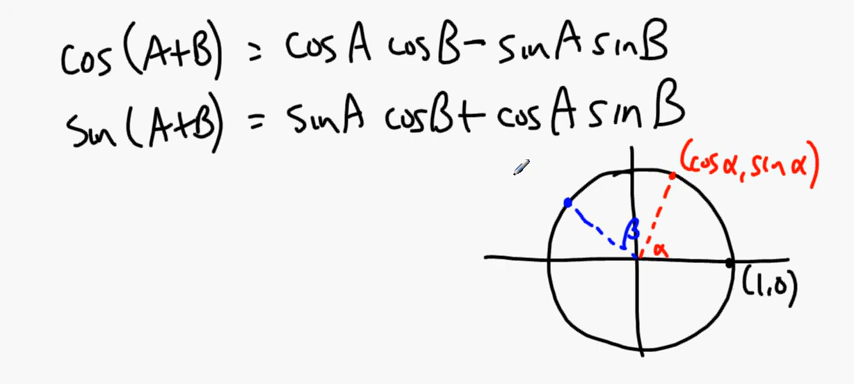 cos(A+B) = cosA cosB - sinA sinB
sin(A+B) = sinA cosB + cosA sinB
(cosα, sinα)
β
α
(1,0)